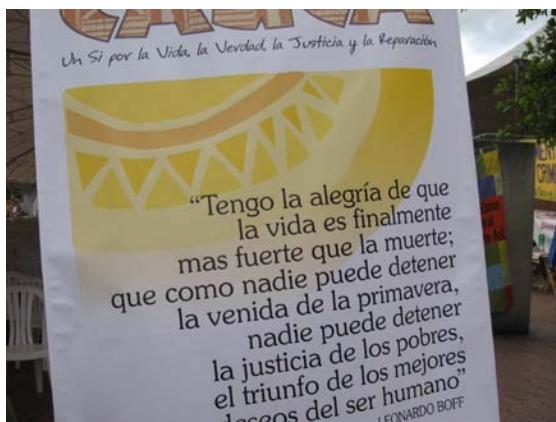 CAUCA
Un Si por la Vida, la Verdad, la Justicia y la Reparación
“Tengo la alegría de que
la vida es finalmente
mas fuerte que la muerte;
que como nadie puede detener
la venida de la primavera,
nadie puede detener
la justicia de los pobres,
el triunfo de los mejores
deseos del ser humano”
LEONARDO BOFF